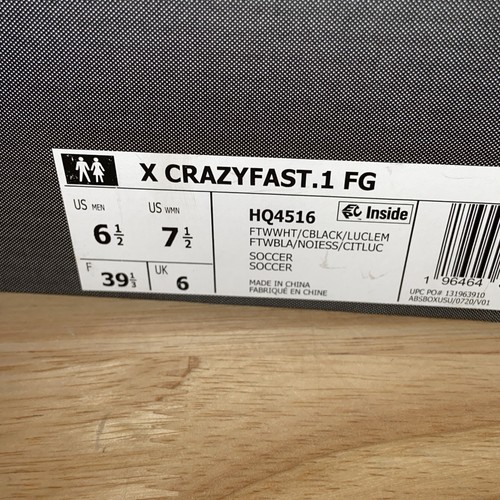 X CRAZYFAST.1 FG
US MEN
6 1/2
US WMN
7 1/2
F
39 1/3
UK
6
HQ4516
Inside
FTWWHT/CBLACK/LUCLEM
FTWBLA/NOIESS/CITLUC
SOCCER
SOCCER
MADE IN CHINA
FABRIQUÉ EN CHINE
1 96464
UPC PO# 131963910
ABSBOXUSU/0720/V01